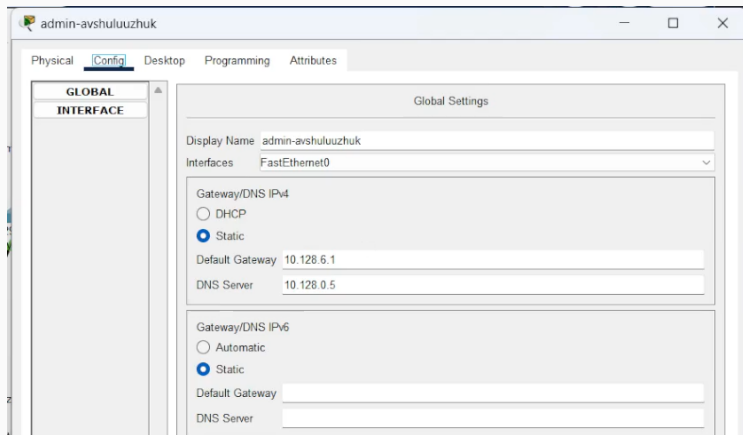 admin-avshuluuzhuk
Physical Config Desktop Programming Attributes
GLOBAL
INTERFACE
Global Settings
Display Name admin-avshuluuzhuk
Interfaces FastEthernet0
Gateway/DNS IPv4
DHCP
Static
Default Gateway 10.128.6.1
DNS Server 10.128.0.5
Gateway/DNS IPv6
Automatic
Static
Default Gateway
DNS Server